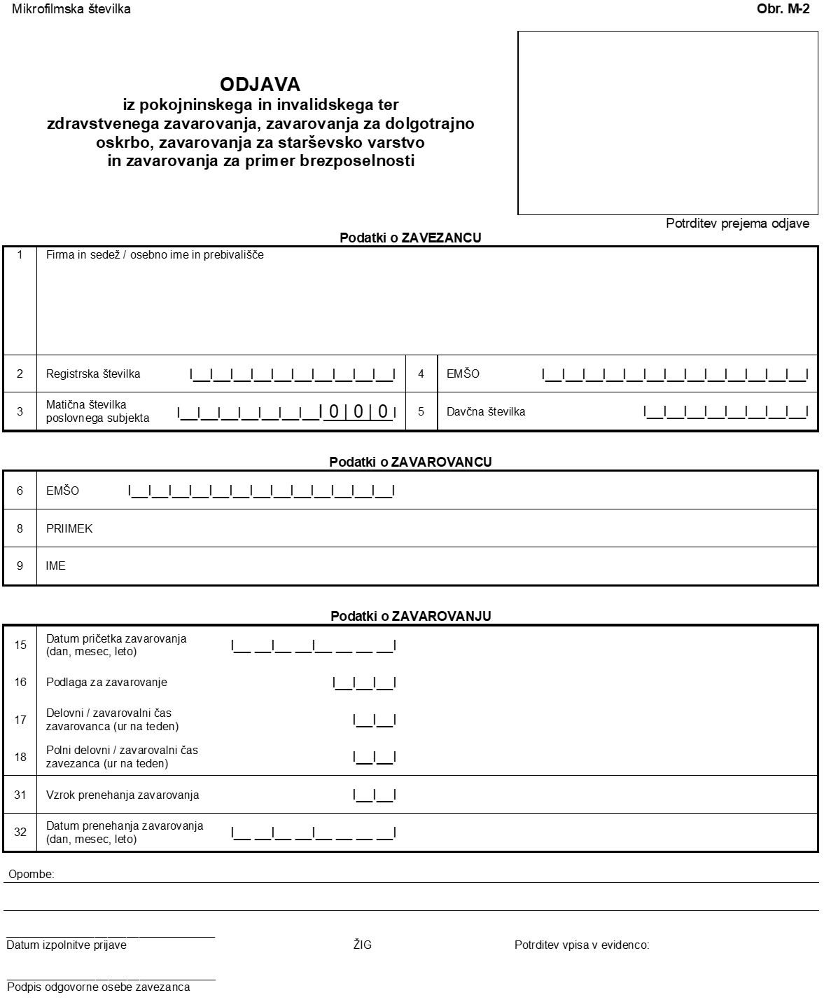 Mikrofilmska številka
Obr. M-2
ODJAVA
iz pokojninskega in invalidskega ter
zdravstvenega zavarovanja, zavarovanja za dolgotrajno
oskrbo, zavarovanja za starševsko varstvo
in zavarovanja za primer brezposelnosti
Potrditev prejema odjave
Podatki o ZAVEZANCU
1 Firma in sedež / osebno ime in prebivališče
2 Registrska številka
4 EMŠO
3 Matična številka
poslovnega subjekta
0|0|0
5 Davčna številka
Podatki o ZAVAROVANCU
6 EMŠO
8 PRIIMEK
9 IME
Podatki o ZAVAROVANJU
15 Datum pričetka zavarovanja
(dan, mesec, leto)
16 Podlaga za zavarovanje
17 Delovni / zavarovalni čas
zavarovanca (ur na teden)
18 Polni delovni / zavarovalni čas
zavezanca (ur na teden)
31 Vzrok prenehanja zavarovanja
32 Datum prenehanja zavarovanja
(dan, mesec, leto)
Opombe:
Datum izpolnitve prijave
ŽIG
Potrditev vpisa v evidenco:
Podpis odgovorne osebe zavezanca